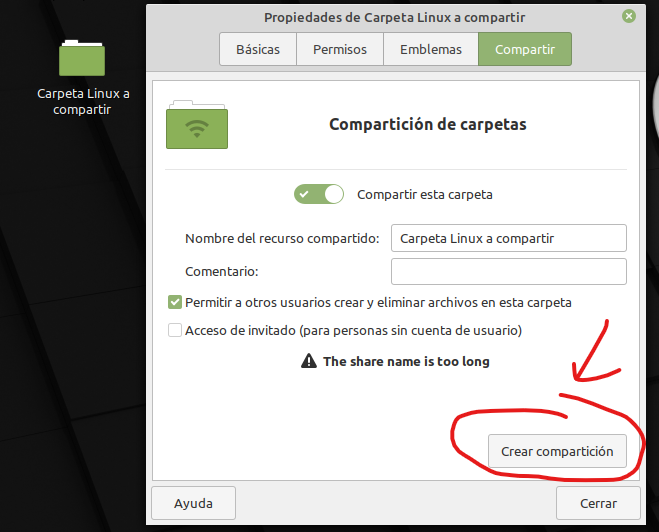 Propiedades de Carpeta Linux a compartir
Básicas
Permisos
Emblemas
Compartir
Carpeta Linux a
compartir
Compartición de carpetas
Compartir esta carpeta
Nombre del recurso compartido:
Carpeta Linux a compartir
Comentario:
Permitir a otros usuarios crear y eliminar archivos en esta carpeta
Acceso de invitado (para personas sin cuenta de usuario)
The share name is too long
Crear compartición
Ayuda
Cerrar